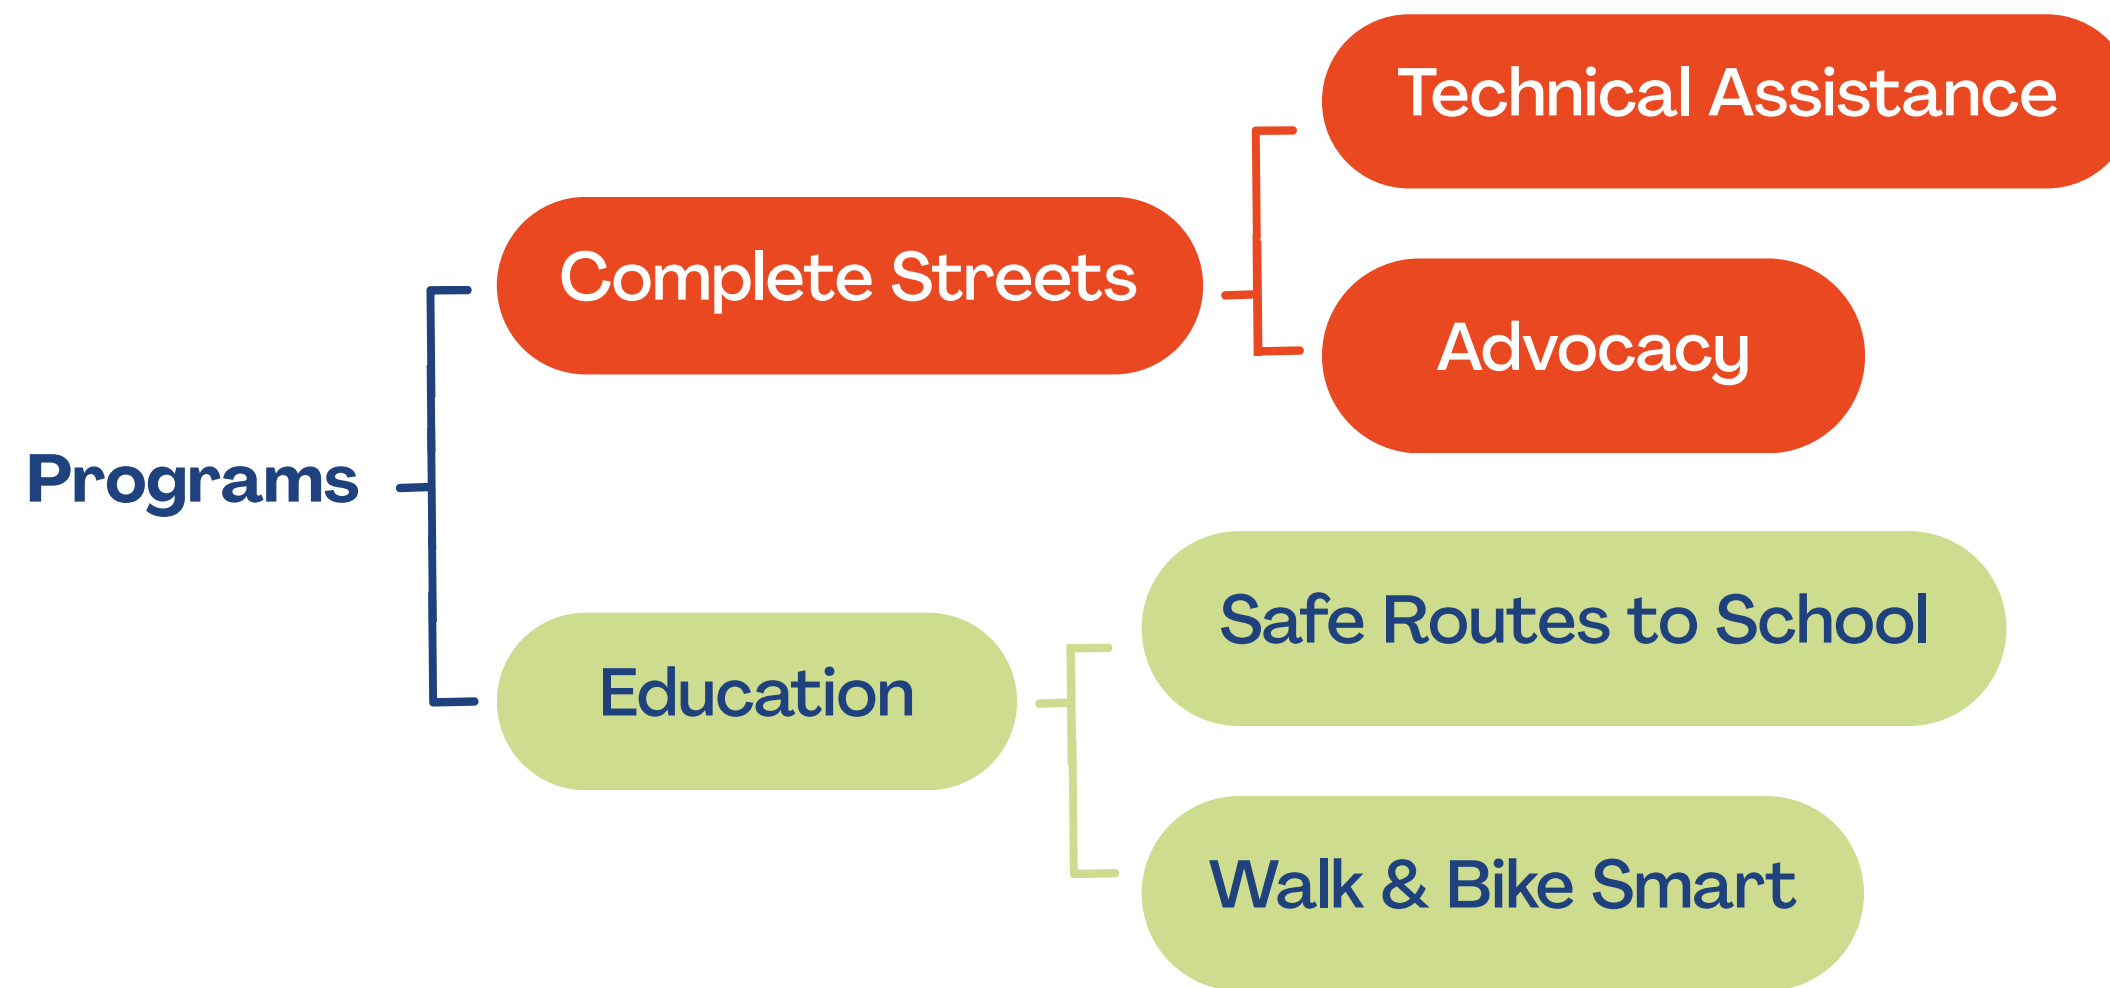 Programs
Complete Streets
Technical Assistance
Advocacy
Education
Safe Routes to School
Walk & Bike Smart